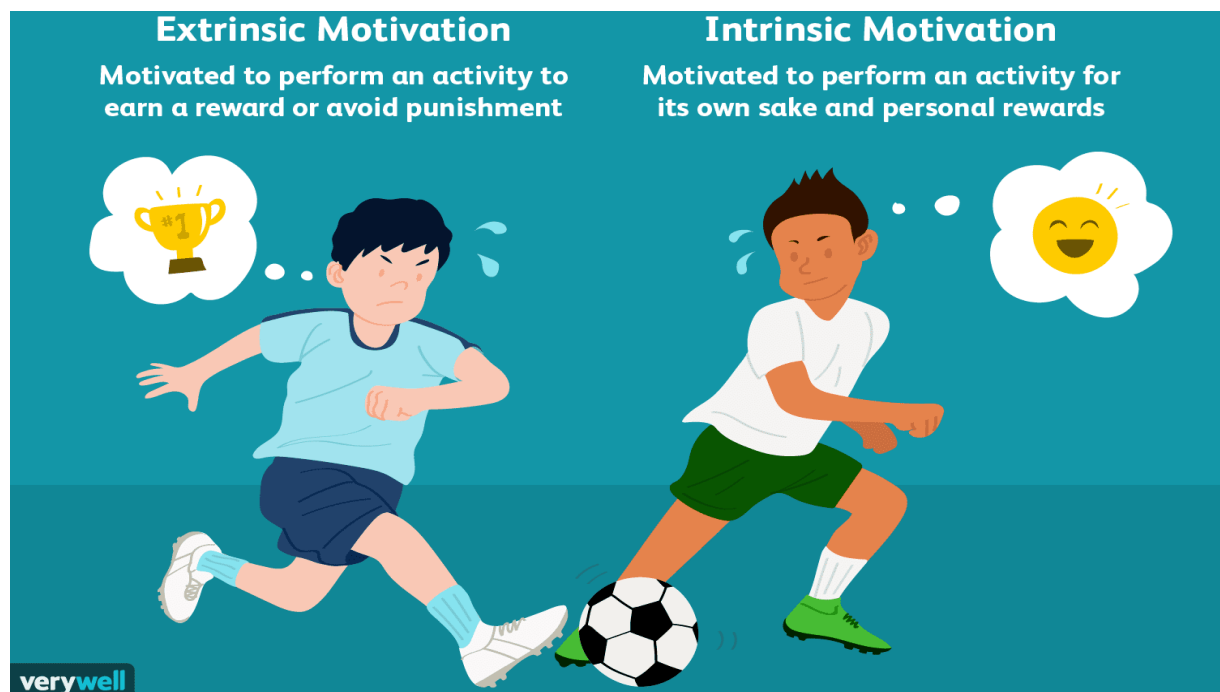 Extrinsic Motivation
Motivated to perform an activity to
earn a reward or avoid punishment
Intrinsic Motivation
Motivated to perform an activity for
its own sake and personal rewards
#1
verywell